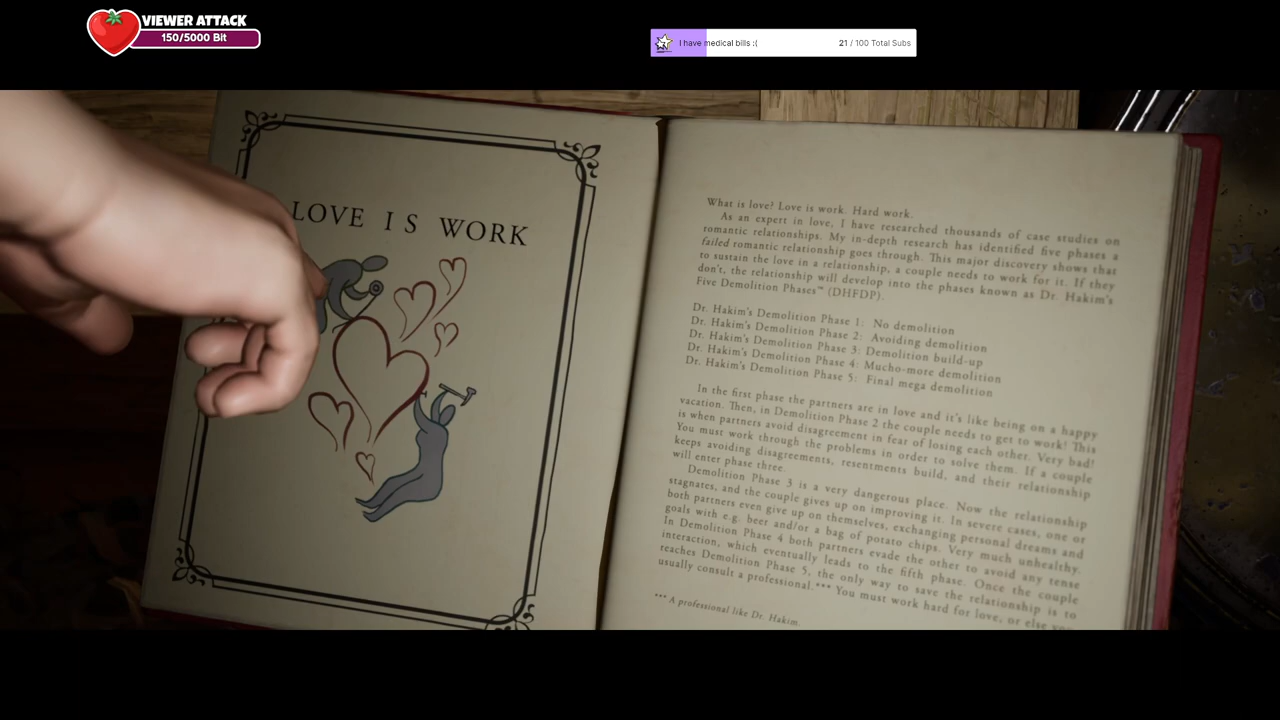 VIEWER ATTACK
150/5000 Bit
I have medical bills :(
21 / 100 Total Subs
LOVE IS WORK
What is love? Love is work. Hard work.
As an expert in love, I have researched thousands of case studies on
romantic relationships. My in-depth research has identified five phases a
failed romantic relationship goes through. This major discovery shows that
to sustain the love in a relationship, a couple needs to work for it. If they
don't, the relationship will develop into the phases known as Dr. Hakim's
Five Demolition Phases™ (DHFDP).
Dr. Hakim's Demolition Phase 1: No demolition
Dr. Hakim's Demolition Phase 2: Avoiding demolition
Dr. Hakim's Demolition Phase 3: Demolition build-up
Dr. Hakim's Demolition Phase 4: Mucho-mote demolition
Dr. Hakim's Demolition Phase 5: Final mega demolition
In the first phase the partners are in love and it's like being on a happy
vacation. Then, in Demolition Phase 2 the couple needs to get to work! This
is when partners avoid disagreement in fear of losing each other. Very bad!
You must work through the problems in order to solve them. If a couple
keeps avoiding disagreements, resentments build, and their relationship
will enter phase three.
Demolition Phase 3 is a very dangerous place. Now the relationship
stagnates, and the couple gives up on improving it. In severe cases, one or
both partners even give up on themselves, exchanging personal dreams and
goals with e.g. beer and/or a bag of potato chips. Very much unhealthy.
In Demolition Phase 4 both partners evade the other to avoid any tense
interaction, which eventually leads to the fifth phase. Once the couple
reaches Demolition Phase 5, the only way to save the relationship is to
usually consult a professional.*** You must work hard for love, or else you
*** A professional like Dr. Hakim.